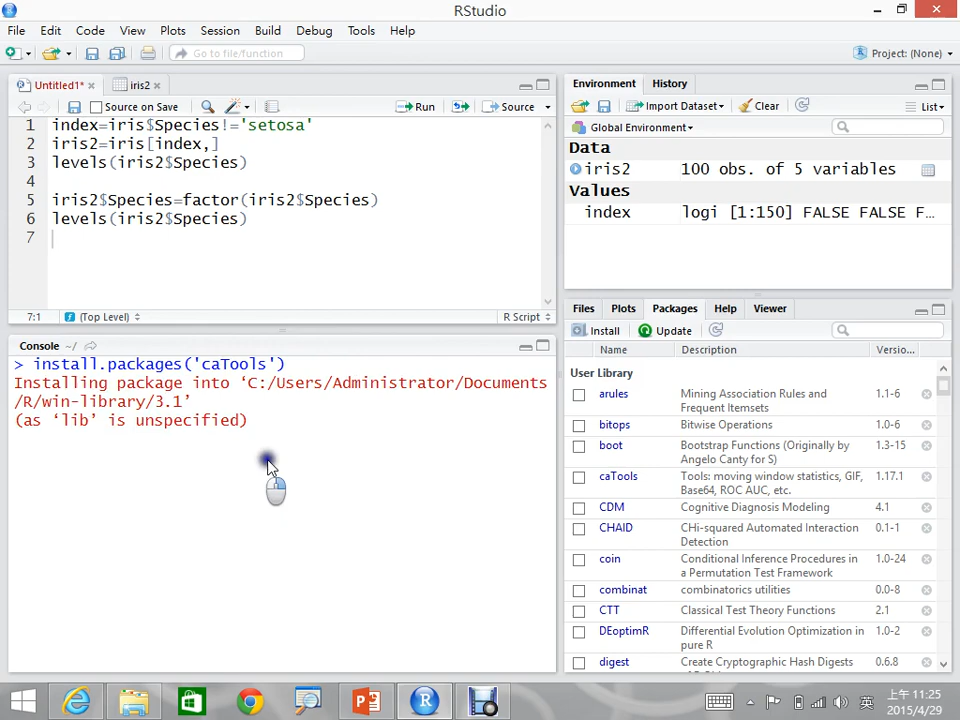 RStudio
File Edit Code View Plots Session Build Debug Tools Help
Go to file/function
Project: (None)
Untitled1* iris2
Source on Save Run Source
1 index=iris$Species!='setosa'
2 iris2=iris[index,]
3 levels(iris2$Species)
4
5 iris2$Species=factor(iris2$Species)
6 levels(iris2$Species)
7
7:1 (Top Level) R Script
Console ~/
> install.packages('caTools')
Installing package into ‘C:/Users/Administrator/Documents
/R/win-library/3.1’
(as ‘lib’ is unspecified)
Environment History
Import Dataset Clear List
Global Environment
Data
iris2 100 obs. of 5 variables
Values
index logi [1:150] FALSE FALSE F…
Files Plots Packages Help Viewer
Install Update
Name Description Versio...
User Library
arules Mining Association Rules and 1.1-6
Frequent Itemsets
bitops Bitwise Operations 1.0-6
boot Bootstrap Functions (Originally by 1.3-15
Angelo Canty for S)
caTools Tools: moving window statistics, GIF, 1.17.1
Base64, ROC AUC, etc.
CDM Cognitive Diagnosis Modeling 4.1
CHAID CHi-squared Automated Interaction 0.1-1
Detection
coin Conditional Inference Procedures in 1.0-24
a Permutation Test Framework
combinat combinatorics utilities 0.0-8
CTT Classical Test Theory Functions 2.1
DEoptimR Differential Evolution Optimization in 1.0-2
pure R
digest Create Cryptographic Hash Digests 0.6.8
英
上午 11:25
2015/4/29